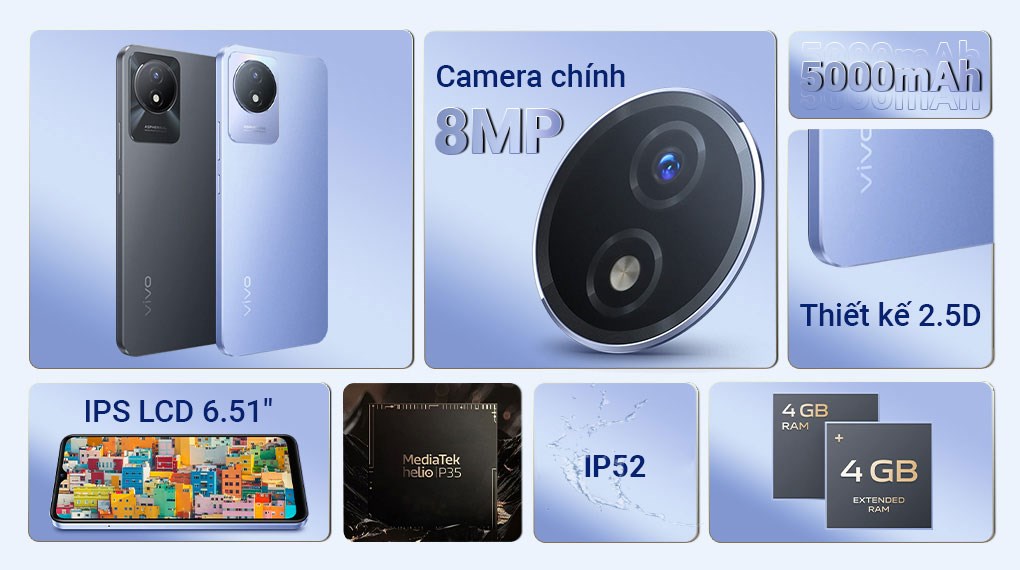 vivo
vivo
Camera chính
8MP
5000mAh
vivo
Thiết kế 2.5D
IPS LCD 6.51"
MediaTek
helio P35
IP52
4 GB
RAM
+
4 GB
EXTENDED
RAM